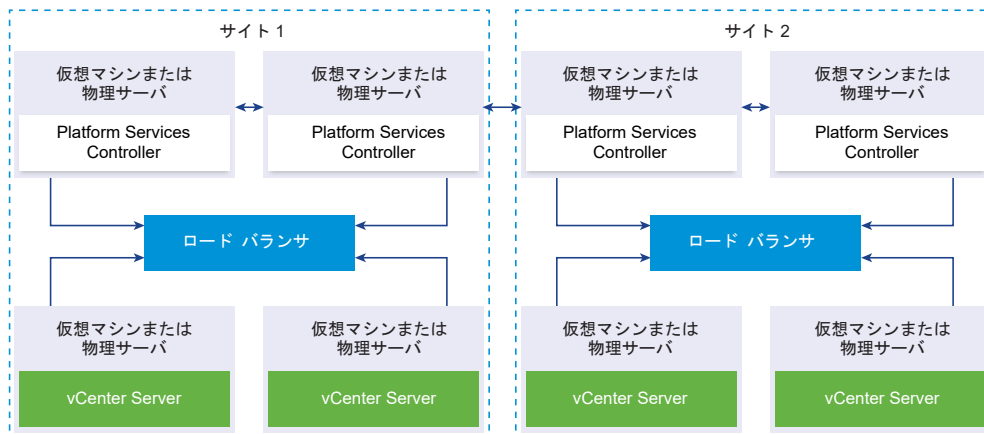 サイト 1
サイト 2
仮想マシンまたは
物理サーバ
Platform Services
Controller
仮想マシンまたは
物理サーバ
Platform Services
Controller
仮想マシンまたは
物理サーバ
Platform Services
Controller
仮想マシンまたは
物理サーバ
Platform Services
Controller
ロード バランサ
ロード バランサ
仮想マシンまたは
物理サーバ
vCenter Server
仮想マシンまたは
物理サーバ
vCenter Server
仮想マシンまたは
物理サーバ
vCenter Server
仮想マシンまたは
物理サーバ
vCenter Server